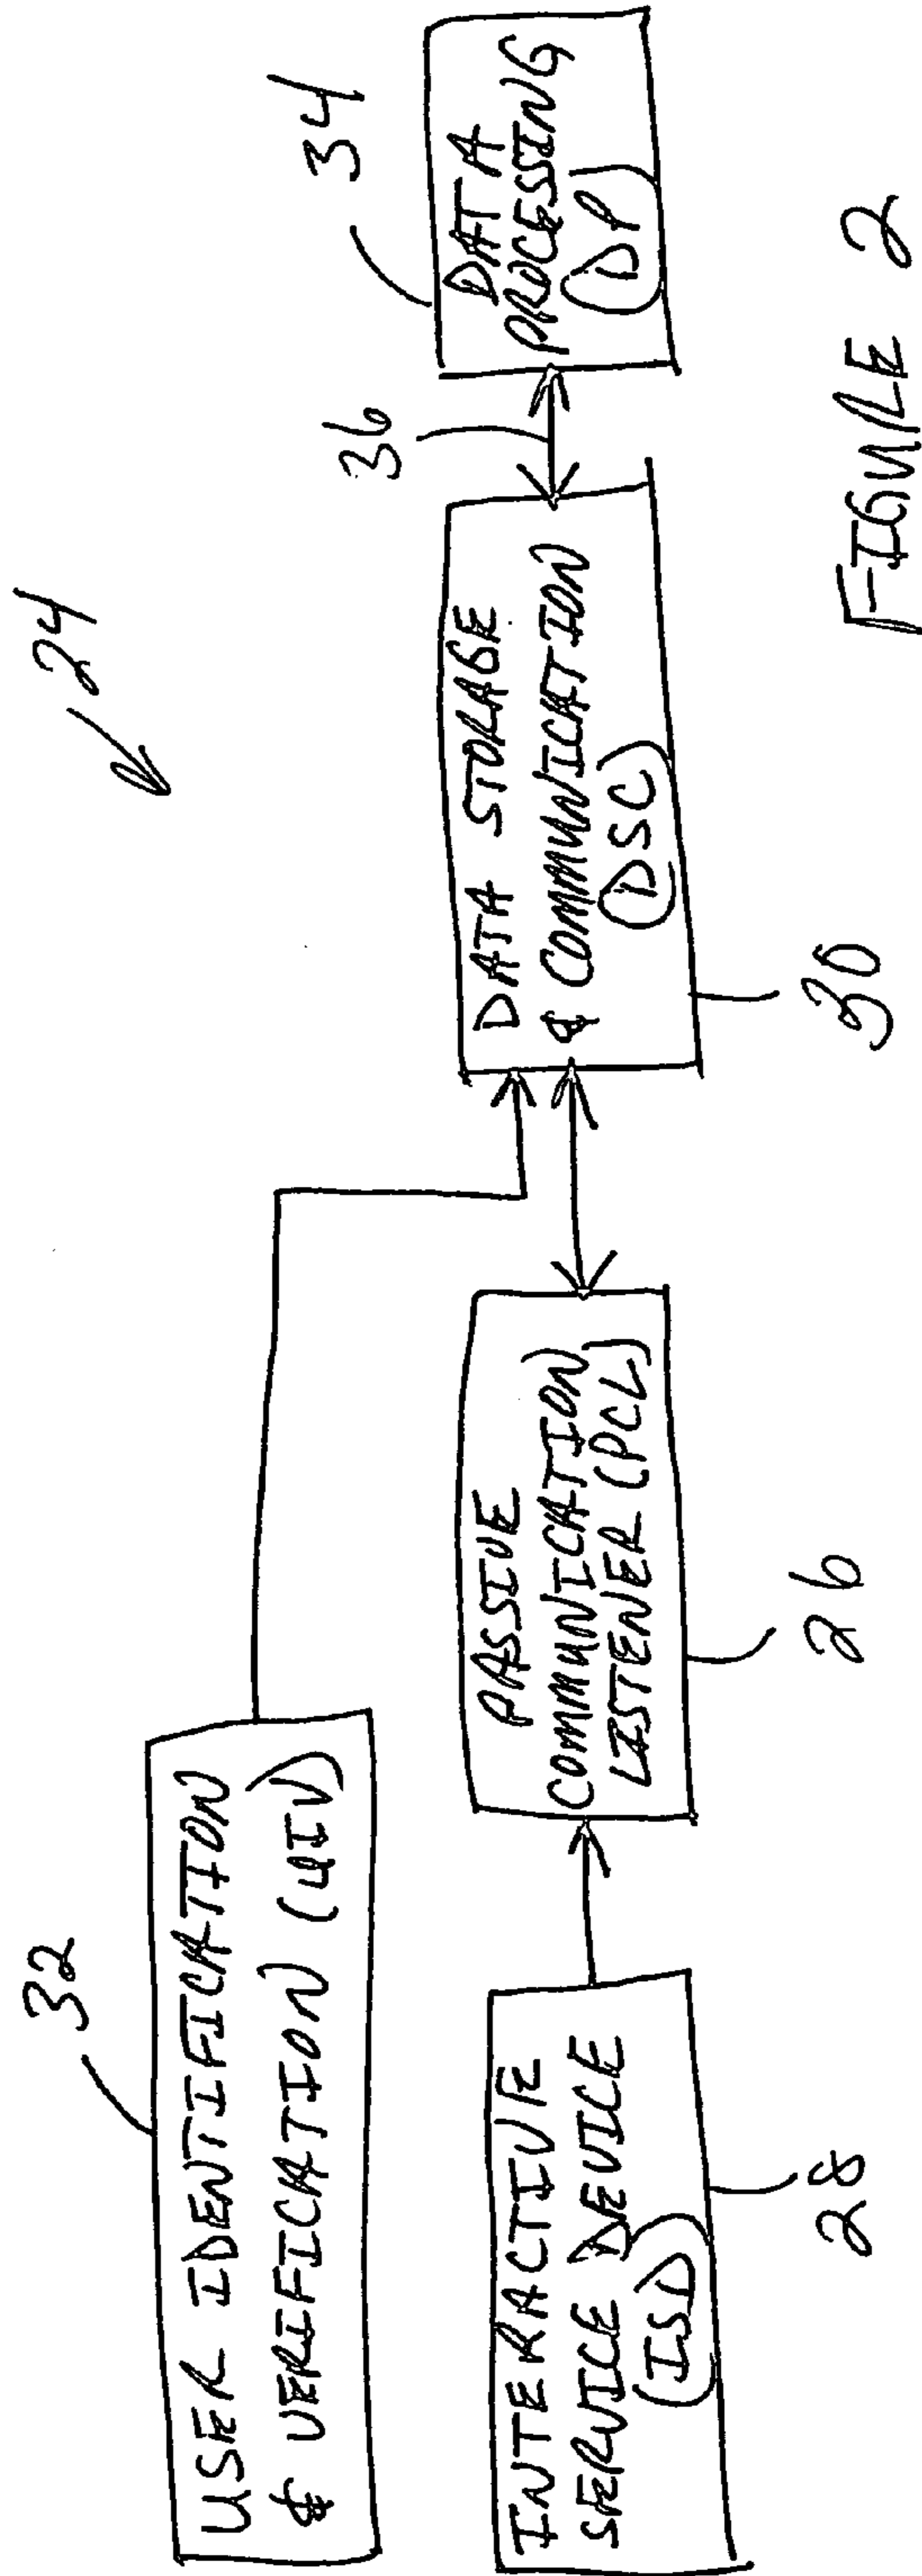 24
32
USER IDENTIFICATION
& VERIFICATION (UIV)
INTERACTIVE
SERVICE DEVICE
(ISD)
28
PASSIVE
COMMUNICATION
LISTENER (PCL)
26
DATA STORAGE
& COMMUNICATION
(DSC)
30
36
DATA
PROCESSING
(DP)
34
FIGURE 2